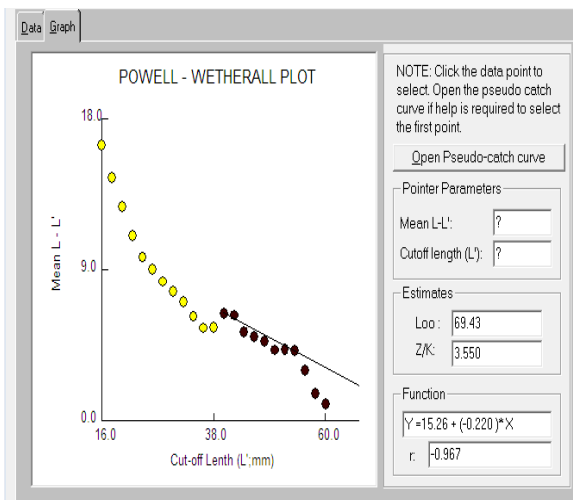 Data Graph
POWELL - WETHERALL PLOT
18.0
9.0
0.0
Mean L - L'
16.0 38.0 60.0
Cut-off Lenth (L';mm)
NOTE: Click the data point to
select. Open the pseudo catch
curve if help is required to select
the first point.
Open Pseudo-catch curve
Pointer Parameters
Mean L-L': ?
Cutoff length (L'): ?
Estimates
Loo : 69.43
Z/K: 3.550
Function
Y =15.26 + (-0.220 )* X
r: -0.967